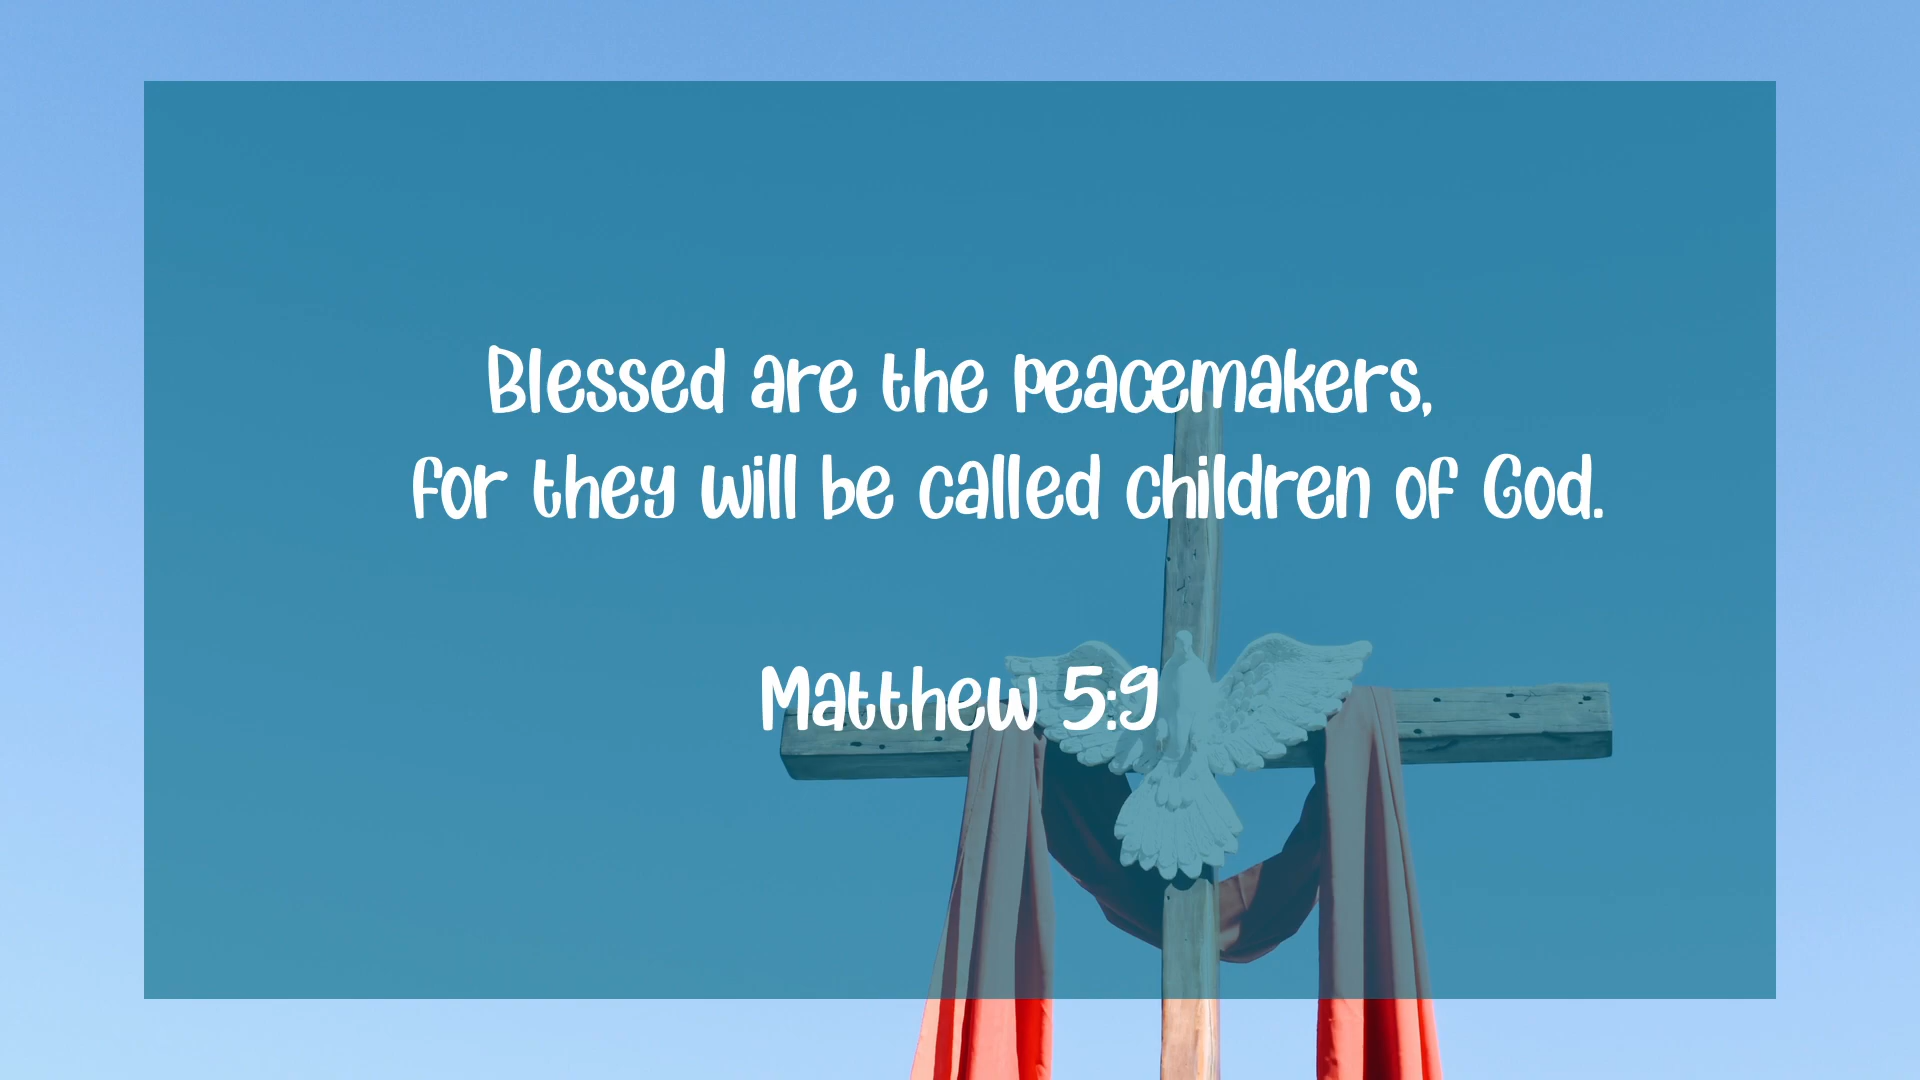 Blessed are the peacemakers,
for they will be called children of God.
Matthew 5:9